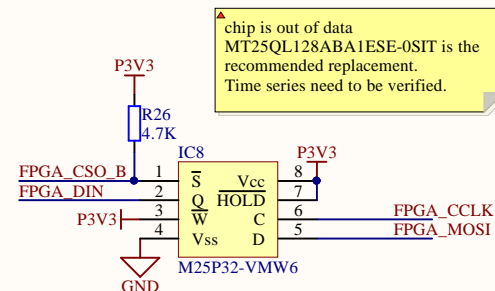 chip is out of data
MT25QL128ABA1ESE-0SIT is the
recommended replacement.
Time series need to be verified.
P3V3
R26
4.7K
IC8
P3V3
FPGA_CSO_B 1 S Vcc 8
FPGA_DIN 2 Q HOLD 7
P3V3 3 W C 6 FPGA_CCLK
4 Vss D 5 FPGA_MOSI
M25P32-VMW6
GND